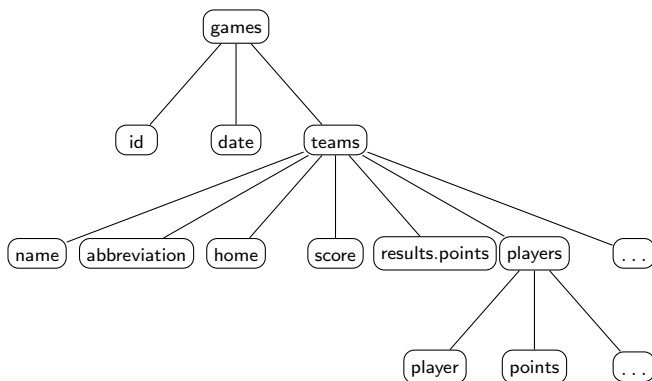 games
id date teams
name abbreviation home score results.points players ...
player points ...